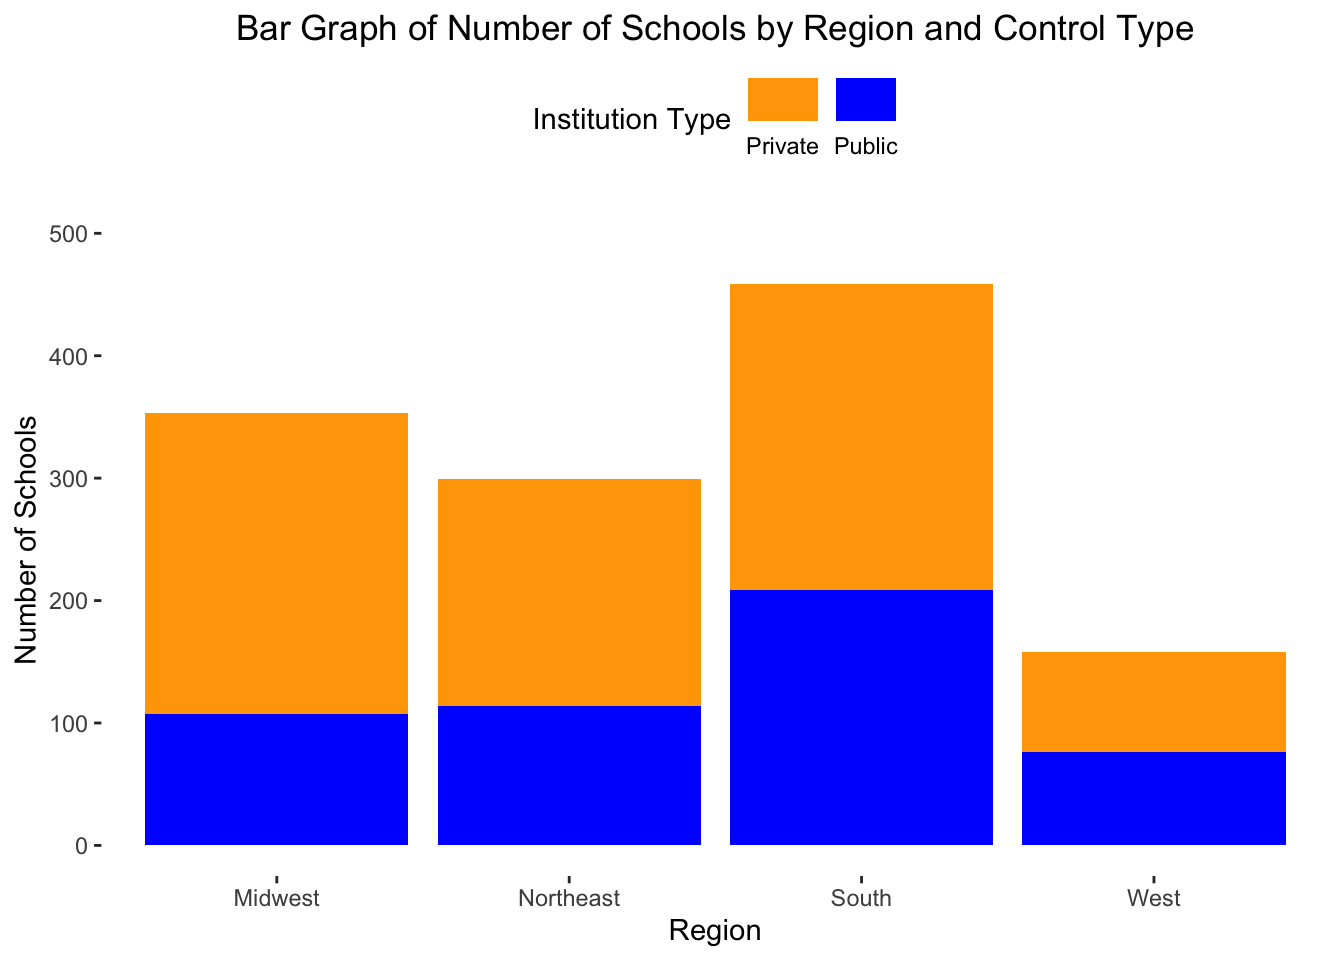 Bar Graph of Number of Schools by Region and Control Type
Institution Type
Private Public
500
400
300
200
100
0
Number of Schools
Midwest Northeast South West
Region